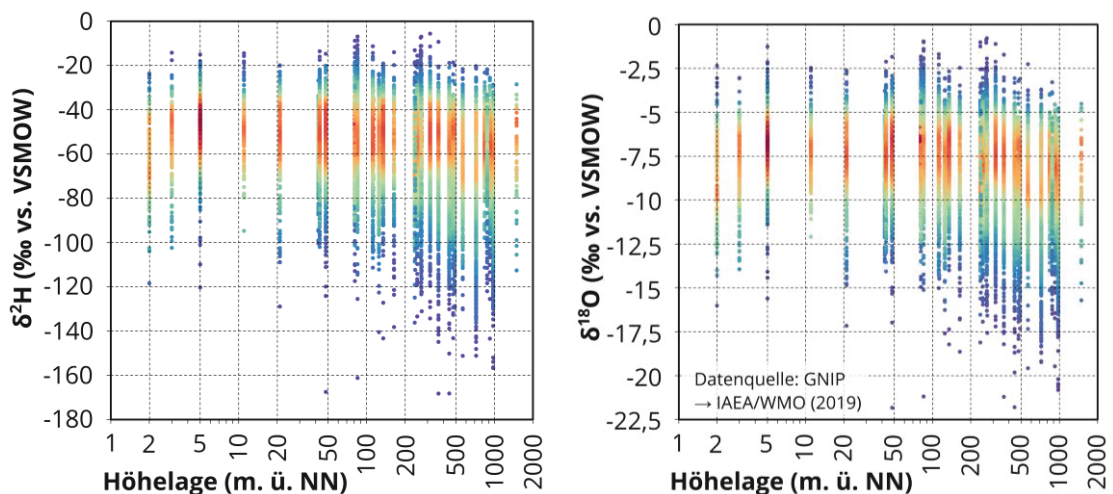 0
-20
-40
-60
-80
-100
-120
-140
-160
-180
δ²H (‰ vs. VSMOW)
1 2 5 10 20 50 100 200 500 1000 2000
Höhelage (m. ü. NN)
0
-2,5
-5
-7,5
-10
-12,5
-15
-17,5
-20
-22,5
δ¹⁸O (‰ vs. VSMOW)
Datenquelle: GNIP
→ IAEA/WMO (2019)
1 2 5 10 20 50 100 200 500 1000 2000
Höhelage (m. ü. NN)